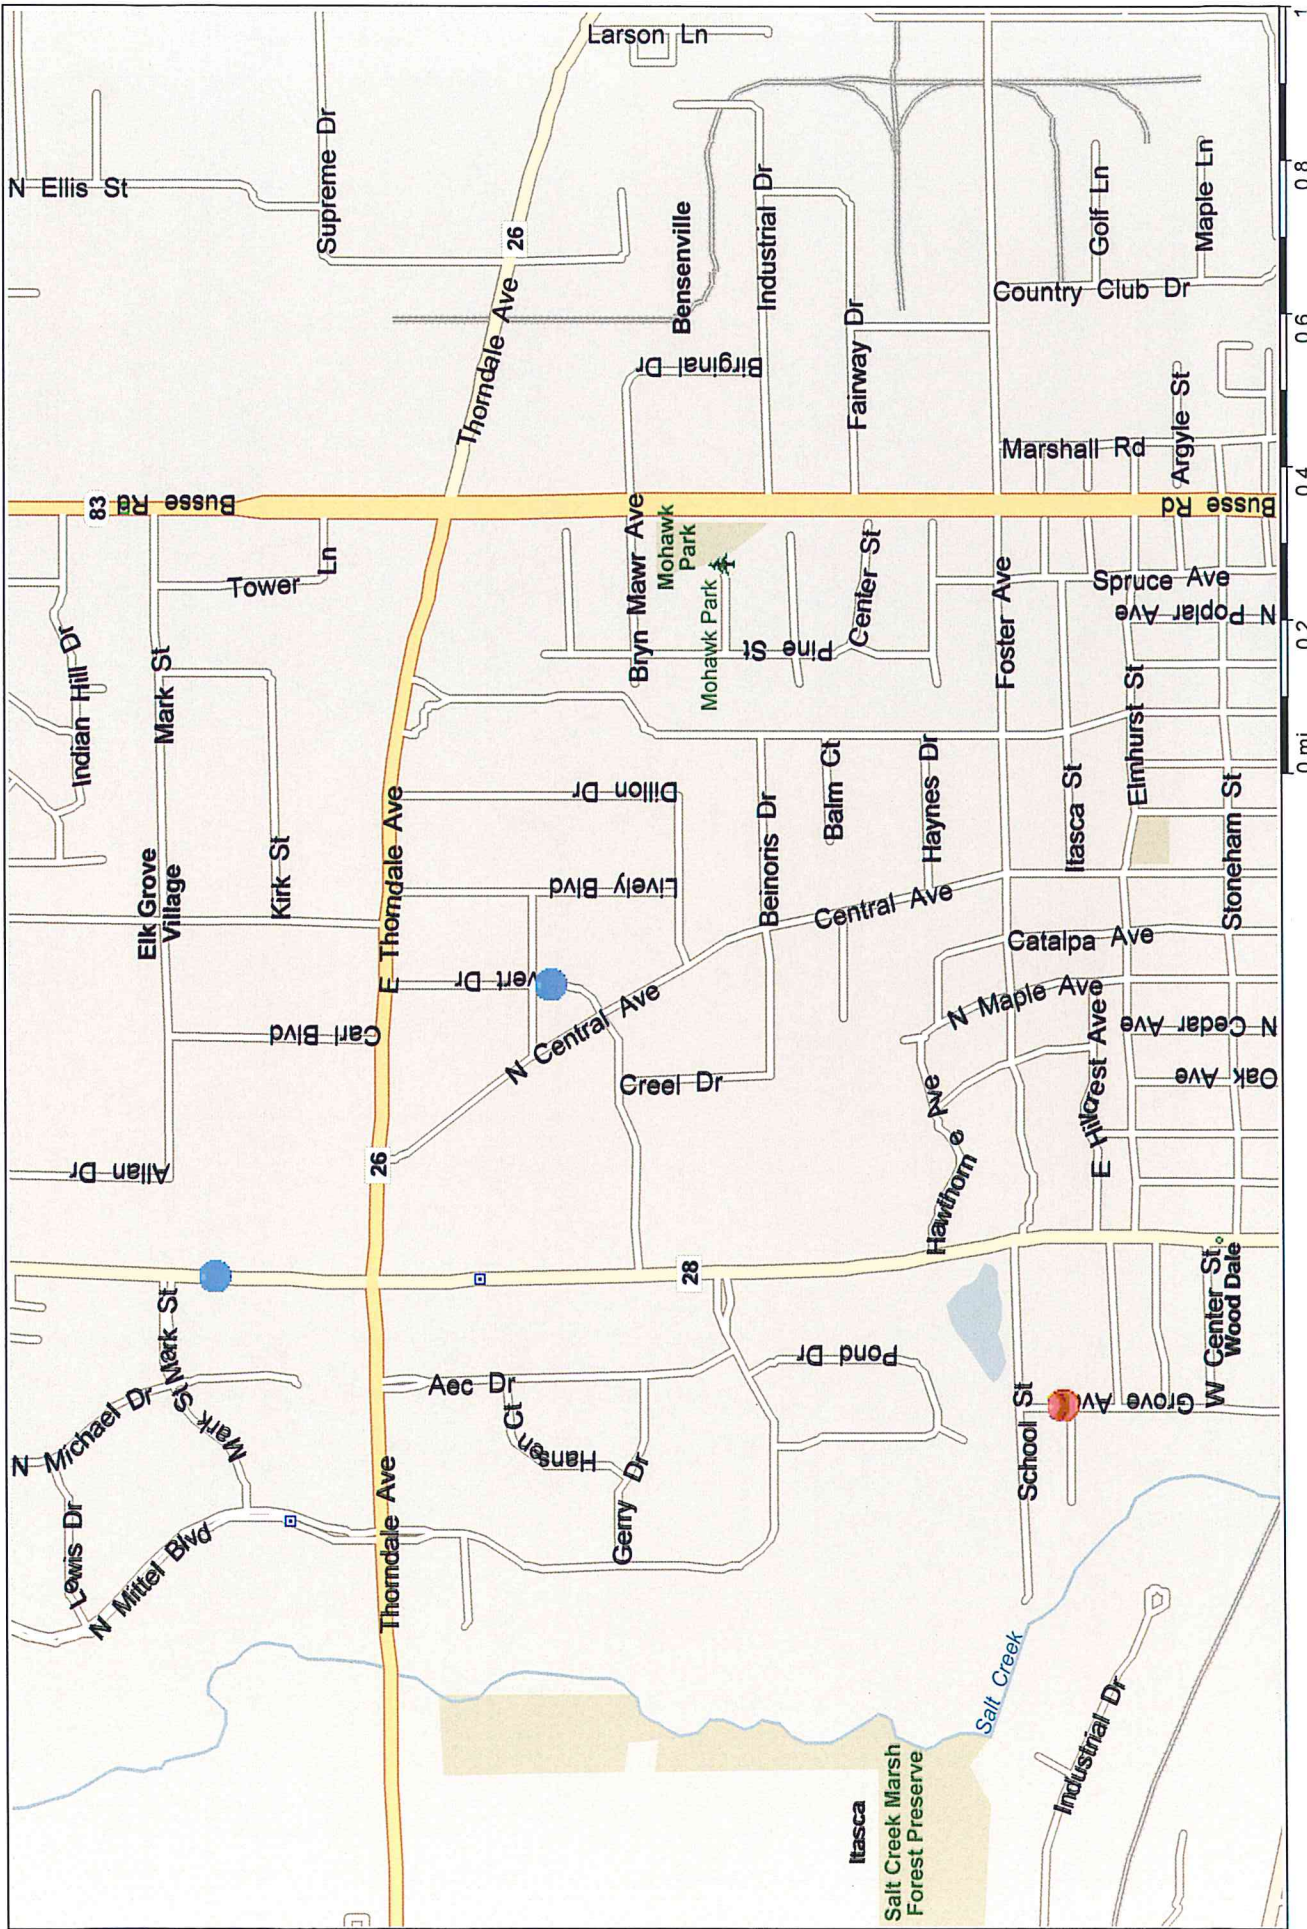 Larson Ln
N Ellis St
Supreme Dr
26
Thorndale Ave
Bensenville
Industrial Dr
Golf Ln
Maple Ln
Country Club Dr
Birginal Dr
Fairway Dr
Thorndale Ave
Marshall Rd
Argyle St
83
Busse Rd
Busse Rd
Tower Ln
Indian Hill Dr
Mark St
Bryn Mawr Ave
Mohawk
Park
Mohawk Park
Center St
Pine St
Foster Ave
Spruce Ave
N Poplar Ave
Kirk St
Elk Grove
Village
E Thorndale Ave
Dillon Dr
Lively Blvd
Beinoris Dr
Balm Ct
Haynes Dr
Itasca St
Elmhurst St
Stoneham St
Central Ave
Catalpa Ave
N Maple Ave
N Cedar Ave
Oak Ave
E Hillcrest Ave
Hawthorne Ave
Carl Blvd
vert Dr
N Central Ave
Creel Dr
Allan Dr
26
28
Mark St
Mark St
N Michael Dr
Lewis Dr
N Mittel Blvd
Thorndale Ave
Aec Dr
Hansen Ct
Gerry Dr
Pond Dr
School St
Grove Av
W Center St
Wood Dale
Salt Creek
Industrial Dr
Itasca
Salt Creek Marsh
Forest Preserve
0 mi
0.2
0.4
0.6
0.8
1